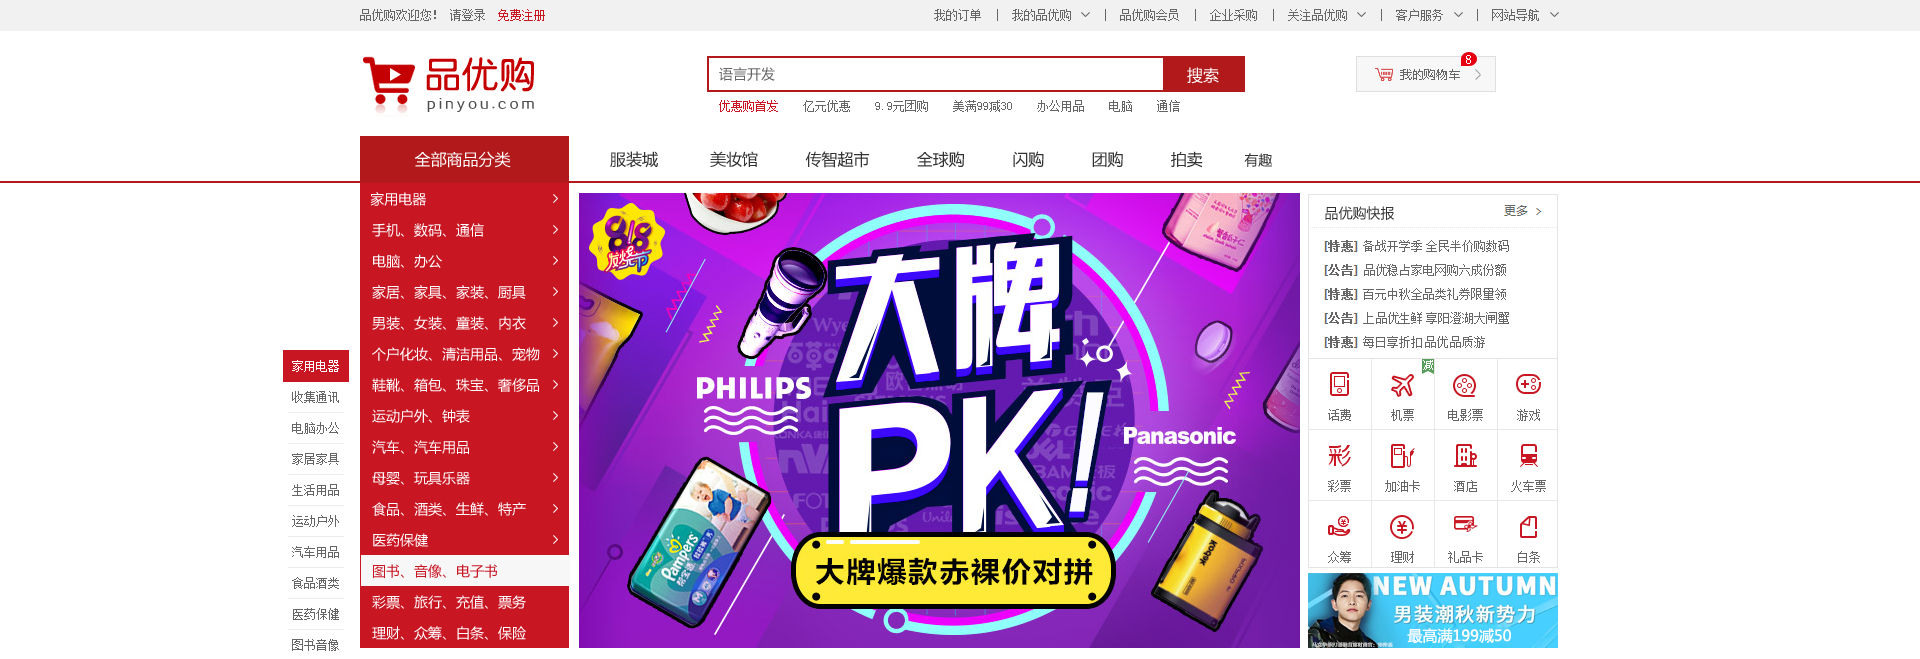 品优购欢迎您! 请登录 免费注册
我的订单 | 我的品优购 | 品优购会员 | 企业采购 | 关注品优购 | 客户服务 | 网站导航
品优购
pinyou.com
语言开发
搜索
我的购物车
8
优惠购首发 亿元优惠 9.9元团购 美满99减30 办公用品 电脑 通信
全部商品分类
服装城 美妆馆 传智超市 全球购 闪购 团购 拍卖 有趣
家用电器
手机、数码、通信
电脑、办公
家居、家具、家装、厨具
男装、女装、童装、内衣
个户化妆、清洁用品、宠物
鞋靴、箱包、珠宝、奢侈品
运动户外、钟表
汽车、汽车用品
母婴、玩具乐器
食品、酒类、生鲜、特产
医药保健
图书、音像、电子书
彩票、旅行、充值、票务
理财、众筹、白条、保险
家用电器
收集通讯
电脑办公
家居家具
生活用品
运动户外
汽车用品
食品酒类
医药保健
图书音像
大牌
PK!
PHILIPS
Panasonic
Pampers
Kodak
大牌爆款赤裸价对拼
品优购快报
更多
[特惠] 备战开学季 全民半价购数码
[公告] 品优稳占家电网购六成份额
[特惠] 百元中秋全品类礼券限量领
[公告] 上品优生鲜 享阳澄湖大闸蟹
[特惠] 每日享折扣品优品质游
减
话费 机票 电影票 游戏
彩
彩票 加油卡 酒店 火车票
众筹 理财 礼品卡 白条
NEW AUTUMN
男装潮秋新势力
最高满199减50